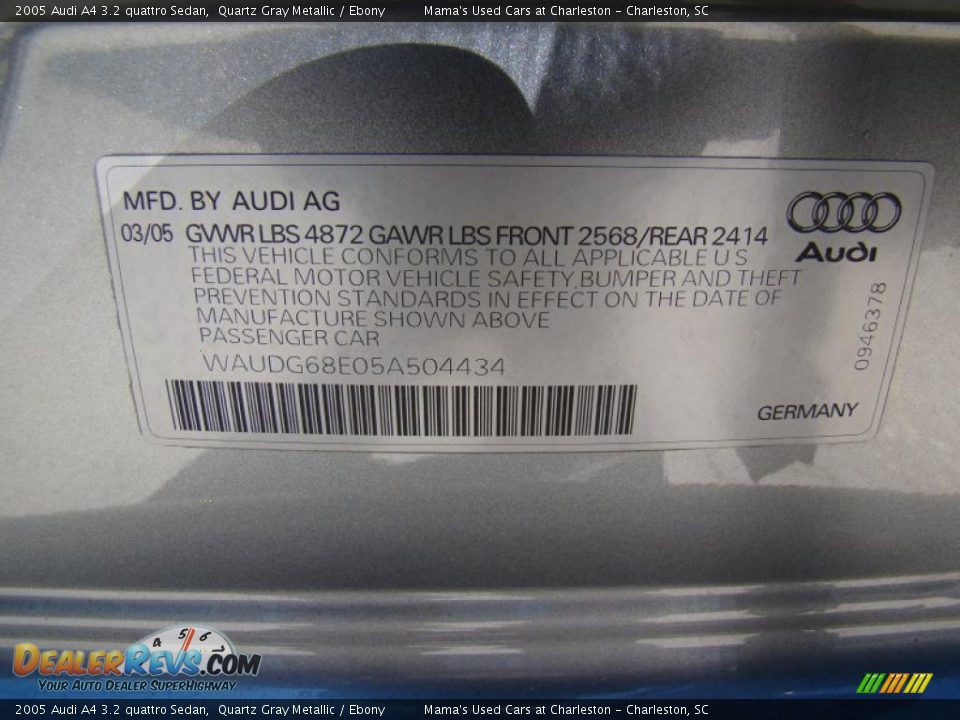 2005 Audi A4 3.2 quattro Sedan, Quartz Gray Metallic / Ebony Mama's Used Cars at Charleston - Charleston, SC
MFD. BY AUDI AG
03/05 GVWR LBS 4872 GAWR LBS FRONT 2568/REAR 2414
THIS VEHICLE CONFORMS TO ALL APPLICABLE U S
FEDERAL MOTOR VEHICLE SAFETY, BUMPER AND THEFT
PREVENTION STANDARDS IN EFFECT ON THE DATE OF
MANUFACTURE SHOWN ABOVE
PASSENGER CAR
WAUDG68E05A504434
Audi
0946378
GERMANY
4 5 6
DEALERREVS.COM
YOUR AUTO DEALER SUPERHIGHWAY
2005 Audi A4 3.2 quattro Sedan, Quartz Gray Metallic / Ebony Mama's Used Cars at Charleston - Charleston, SC